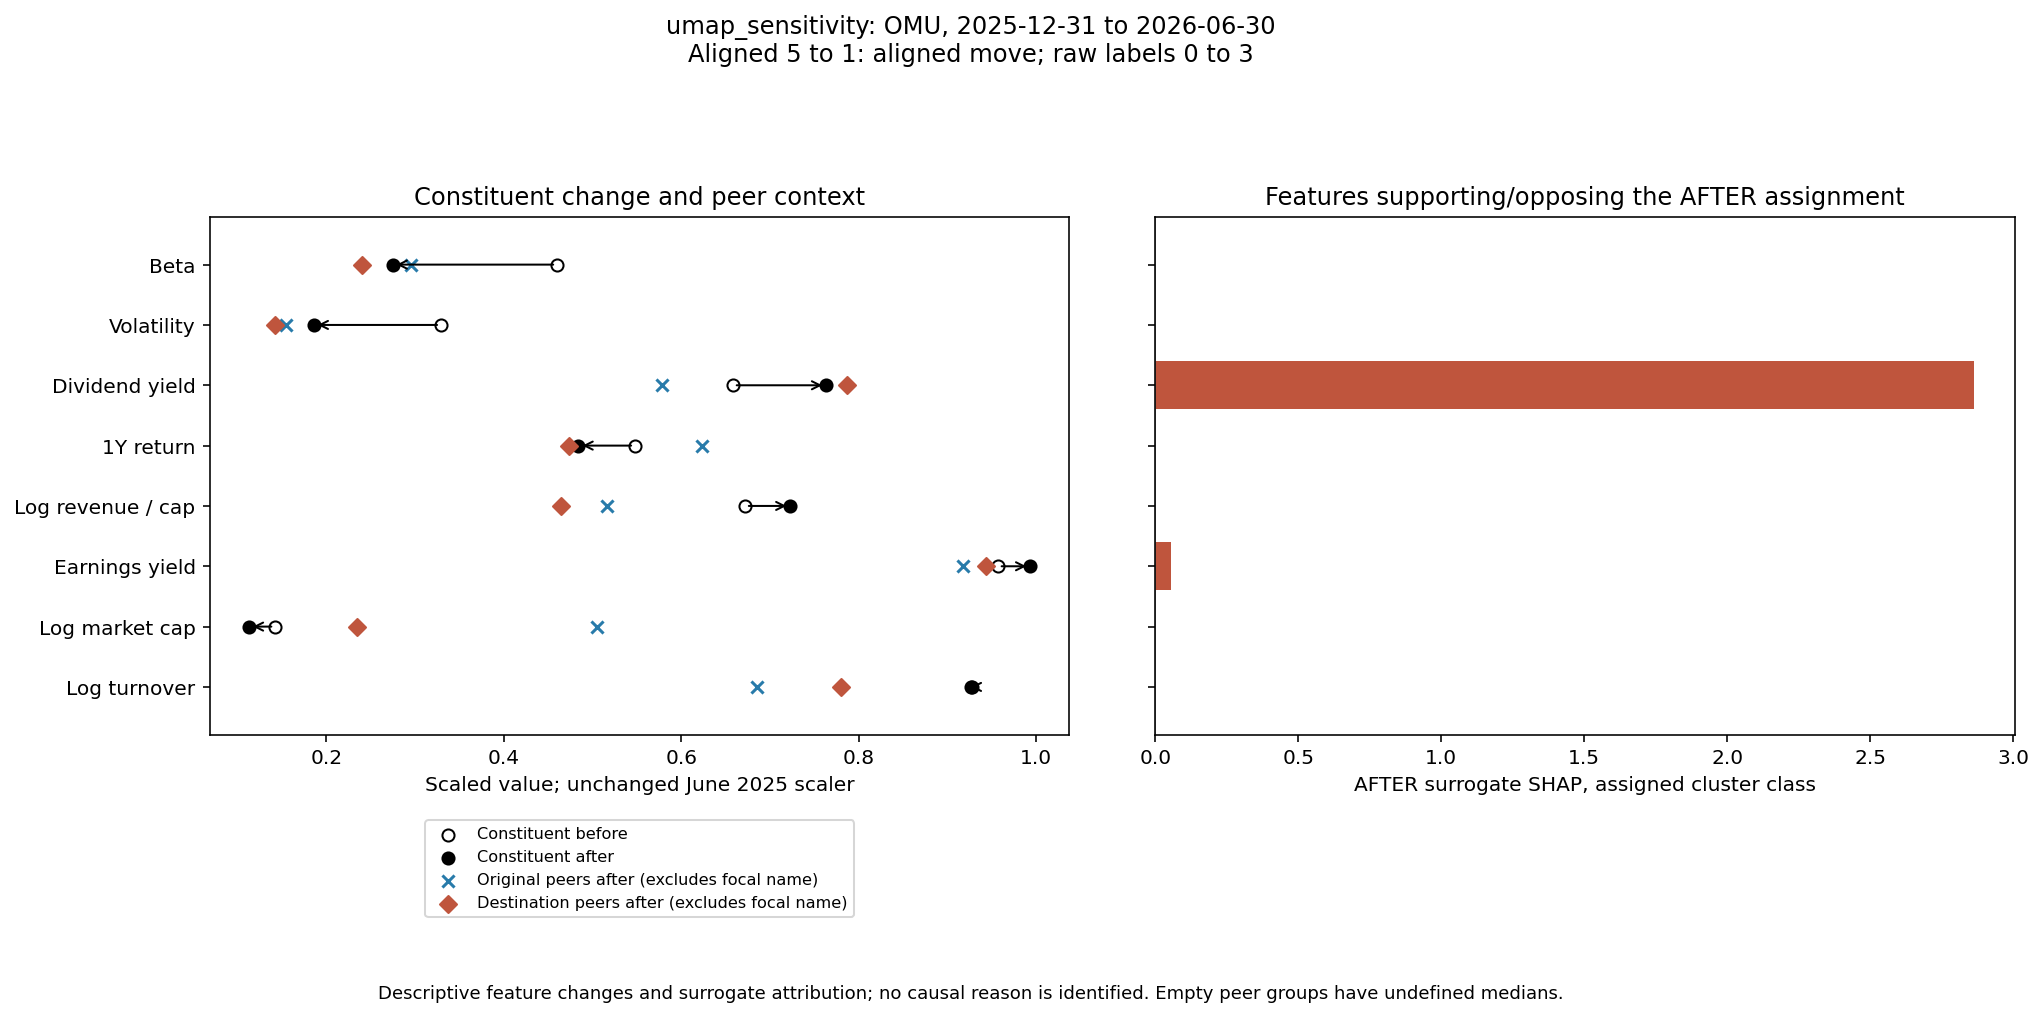 umap_sensitivity: OMU, 2025-12-31 to 2026-06-30
Aligned 5 to 1: aligned move; raw labels 0 to 3
Constituent change and peer context
Beta
Volatility
Dividend yield
1Y return
Log revenue / cap
Earnings yield
Log market cap
Log turnover
0.2 0.4 0.6 0.8 1.0
Scaled value; unchanged June 2025 scaler
Constituent before
Constituent after
Original peers after (excludes focal name)
Destination peers after (excludes focal name)
Features supporting/opposing the AFTER assignment
0.0 0.5 1.0 1.5 2.0 2.5 3.0
AFTER surrogate SHAP, assigned cluster class
Descriptive feature changes and surrogate attribution; no causal reason is identified. Empty peer groups have undefined medians.